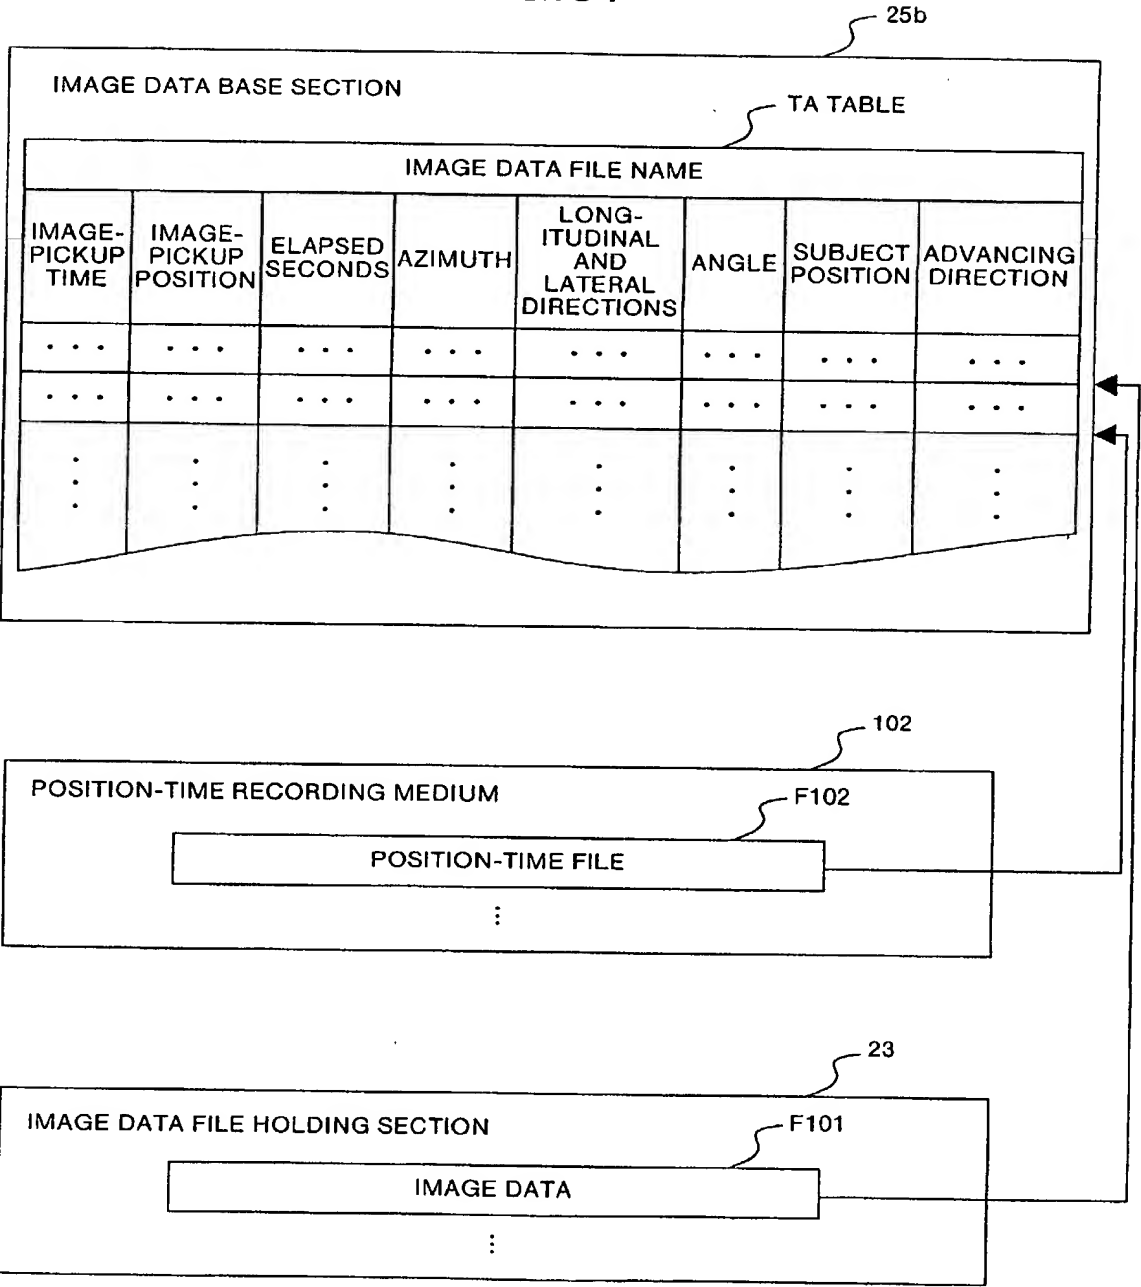 25b
IMAGE DATA BASE SECTION
TA TABLE
IMAGE DATA FILE NAME
IMAGE-
PICKUP
TIME
IMAGE-
PICKUP
POSITION
ELAPSED
SECONDS
AZIMUTH
LONG-
ITUDINAL
AND
LATERAL
DIRECTIONS
ANGLE
SUBJECT
POSITION
ADVANCING
DIRECTION
102
POSITION-TIME RECORDING MEDIUM
F102
POSITION-TIME FILE
23
IMAGE DATA FILE HOLDING SECTION
F101
IMAGE DATA